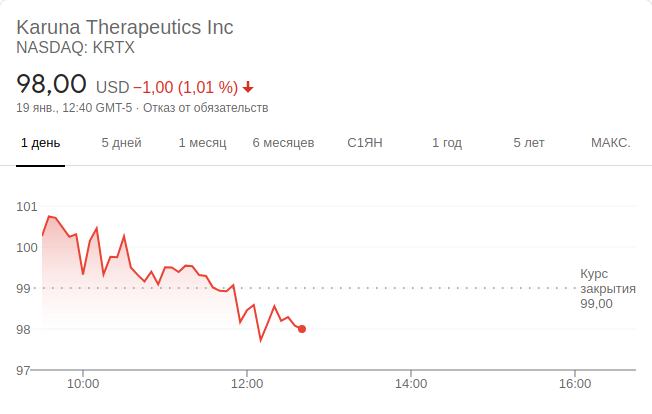 Karuna Therapeutics Inc
NASDAQ: KRTX
98,00 USD −1,00 (1,01 %)
19 янв., 12:40 GMT-5 · Отказ от обязательств
1 день 5 дней 1 месяц 6 месяцев С1ЯН 1 год 5 лет МАКС.
101
100
99
98
97
Курс
закрытия
99,00
10:00 12:00 14:00 16:00